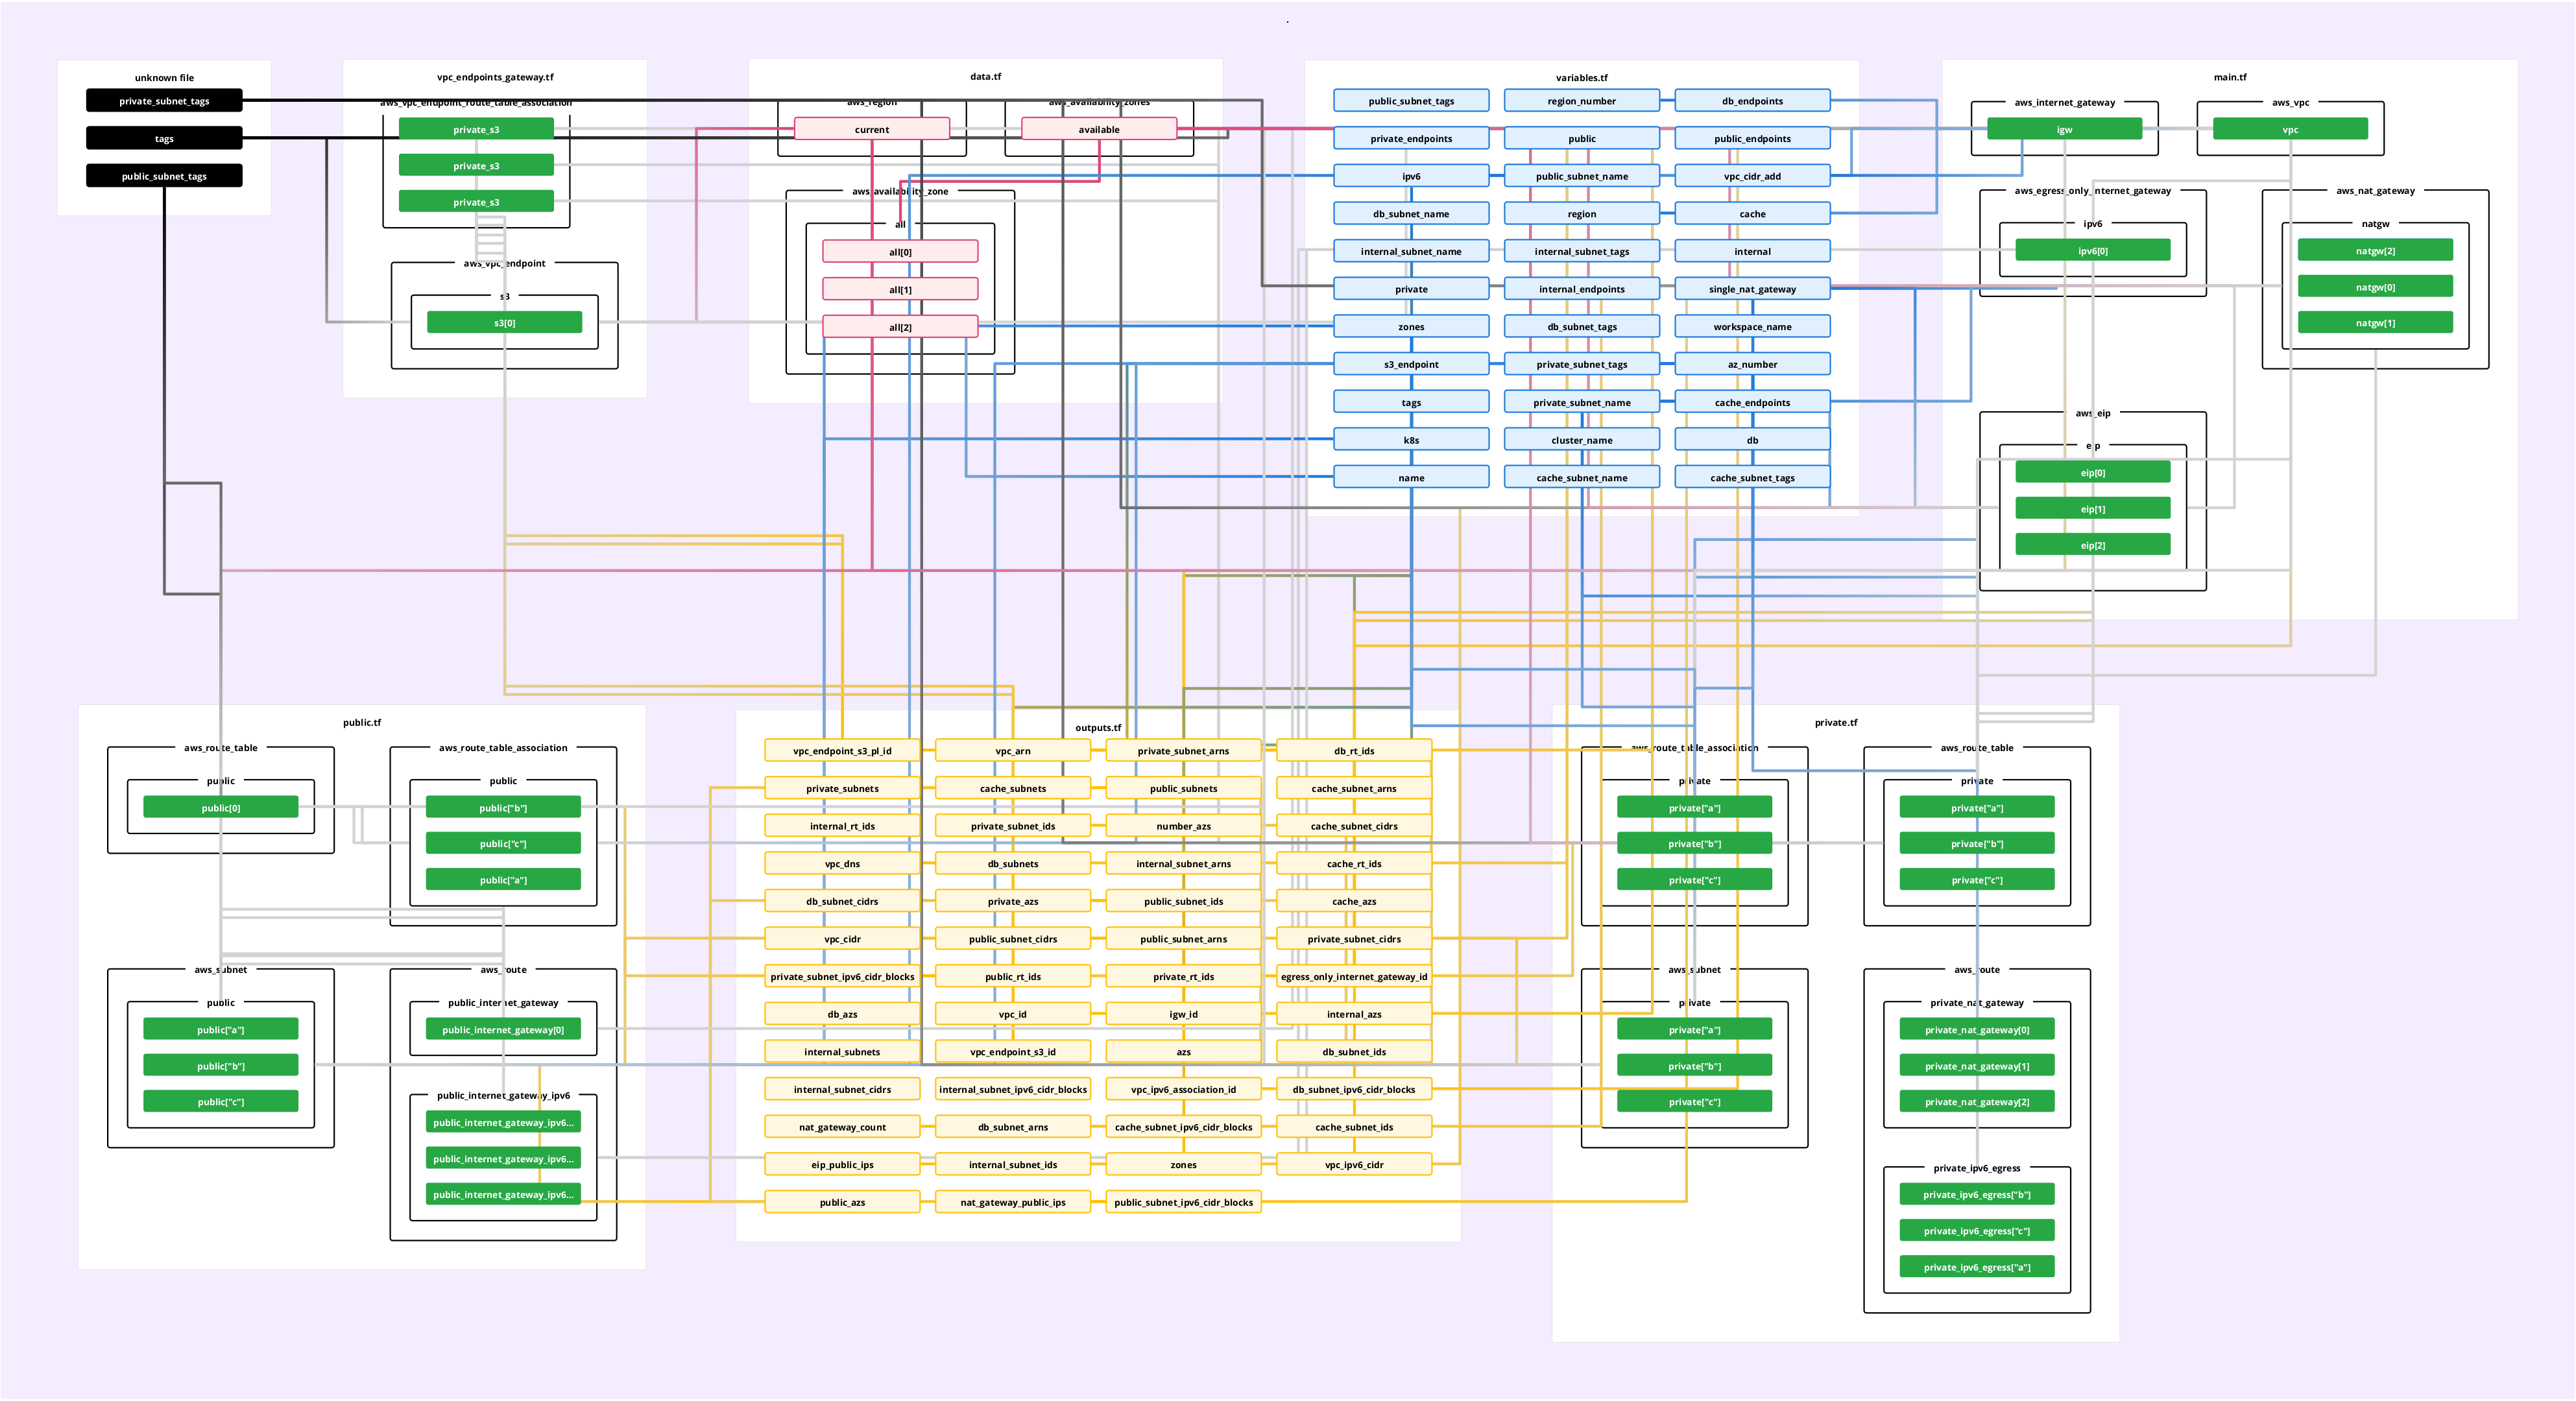 .
unknown file
private_subnet_tags
tags
public_subnet_tags
vpc_endpoints_gateway.tf
aws_vpc_endpoint_route_table_association
private_s3
private_s3
private_s3
aws_vpc_endpoint
s3
s3[0]
data.tf
aws_region
current
aws_availability_zones
available
aws_availability_zone
all
all[0]
all[1]
all[2]
variables.tf
public_subnet_tags
region_number
db_endpoints
private_endpoints
public
public_endpoints
ipv6
public_subnet_name
vpc_cidr_add
db_subnet_name
region
cache
internal_subnet_name
internal_subnet_tags
internal
private
internal_endpoints
single_nat_gateway
zones
db_subnet_tags
workspace_name
s3_endpoint
private_subnet_tags
az_number
tags
private_subnet_name
cache_endpoints
k8s
cluster_name
db
name
cache_subnet_name
cache_subnet_tags
main.tf
aws_internet_gateway
igw
aws_vpc
vpc
aws_egress_only_internet_gateway
ipv6
ipv6[0]
aws_nat_gateway
natgw
natgw[2]
natgw[0]
natgw[1]
aws_eip
eip
eip[0]
eip[1]
eip[2]
public.tf
aws_route_table
public
public[0]
aws_route_table_association
public
public["b"]
public["c"]
public["a"]
aws_subnet
public
public["a"]
public["b"]
public["c"]
aws_route
public_internet_gateway
public_internet_gateway[0]
public_internet_gateway_ipv6
public_internet_gateway_ipv6...
public_internet_gateway_ipv6...
public_internet_gateway_ipv6...
outputs.tf
vpc_endpoint_s3_pl_id
vpc_arn
private_subnet_arns
db_rt_ids
private_subnets
cache_subnets
public_subnets
cache_subnet_arns
internal_rt_ids
private_subnet_ids
number_azs
cache_subnet_cidrs
vpc_dns
db_subnets
internal_subnet_arns
cache_rt_ids
db_subnet_cidrs
private_azs
public_subnet_ids
cache_azs
vpc_cidr
public_subnet_cidrs
public_subnet_arns
private_subnet_cidrs
private_subnet_ipv6_cidr_blocks
public_rt_ids
private_rt_ids
egress_only_internet_gateway_id
db_azs
vpc_id
igw_id
internal_azs
internal_subnets
vpc_endpoint_s3_id
azs
db_subnet_ids
internal_subnet_cidrs
internal_subnet_ipv6_cidr_blocks
vpc_ipv6_association_id
db_subnet_ipv6_cidr_blocks
nat_gateway_count
db_subnet_arns
cache_subnet_ipv6_cidr_blocks
cache_subnet_ids
eip_public_ips
internal_subnet_ids
zones
vpc_ipv6_cidr
public_azs
nat_gateway_public_ips
public_subnet_ipv6_cidr_blocks
private.tf
aws_route_table_association
private
private["a"]
private["b"]
private["c"]
aws_route_table
private
private["a"]
private["b"]
private["c"]
aws_subnet
private
private["a"]
private["b"]
private["c"]
aws_route
private_nat_gateway
private_nat_gateway[0]
private_nat_gateway[1]
private_nat_gateway[2]
private_ipv6_egress
private_ipv6_egress["b"]
private_ipv6_egress["c"]
private_ipv6_egress["a"]